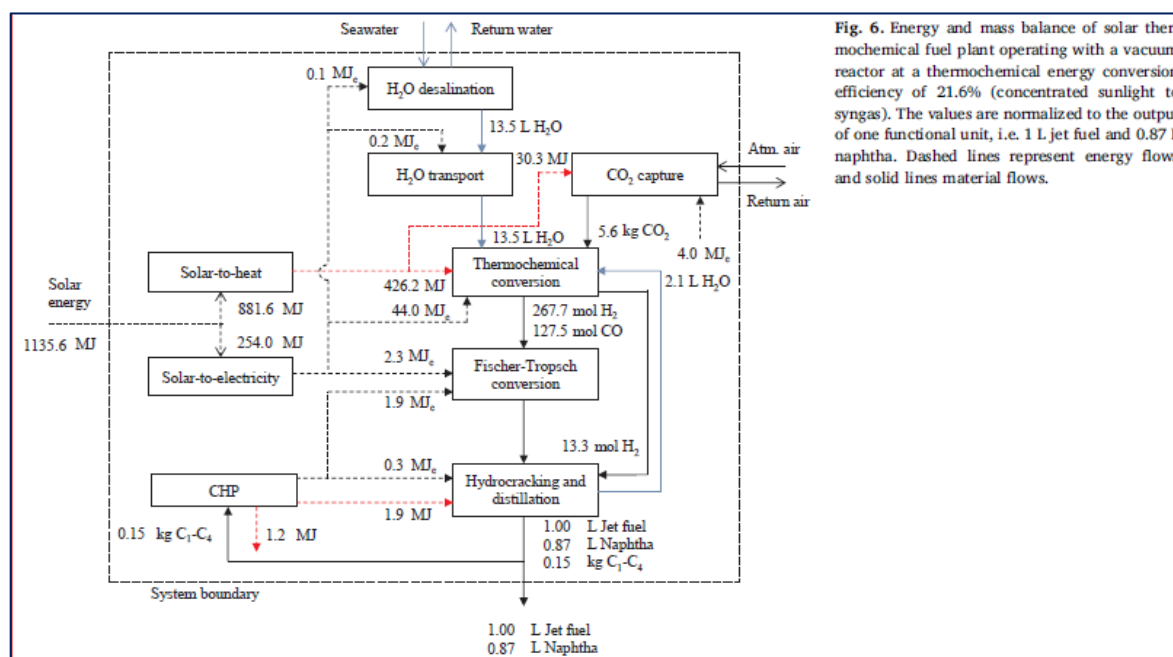 Seawater
Return water
0.1 MJe
H2O desalination
13.5 L H2O
0.2 MJe
30.3 MJ
Atm. air
H2O transport
CO2 capture
Return air
13.5 L H2O
5.6 kg CO2
4.0 MJe
Solar-to-heat
Thermochemical
conversion
2.1 L H2O
426.2 MJ
Solar
energy
881.6 MJ
44.0 MJe
267.7 mol H2
127.5 mol CO
1135.6 MJ
254.0 MJ
Solar-to-electricity
2.3 MJe
Fischer-Tropsch
conversion
1.9 MJe
13.3 mol H2
0.3 MJe
CHP
Hydrocracking and
distillation
1.9 MJ
0.15 kg C1-C4
1.2 MJ
1.00 L Jet fuel
0.87 L Naphtha
0.15 kg C1-C4
System boundary
1.00 L Jet fuel
0.87 L Naphtha
Fig. 6. Energy and mass balance of solar ther
mochemical fuel plant operating with a vacuum
reactor at a thermochemical energy conversion
efficiency of 21.6% (concentrated sunlight to
syngas). The values are normalized to the outpu
of one functional unit, i.e. 1 L jet fuel and 0.87 
naphtha. Dashed lines represent energy flow
and solid lines material flows.